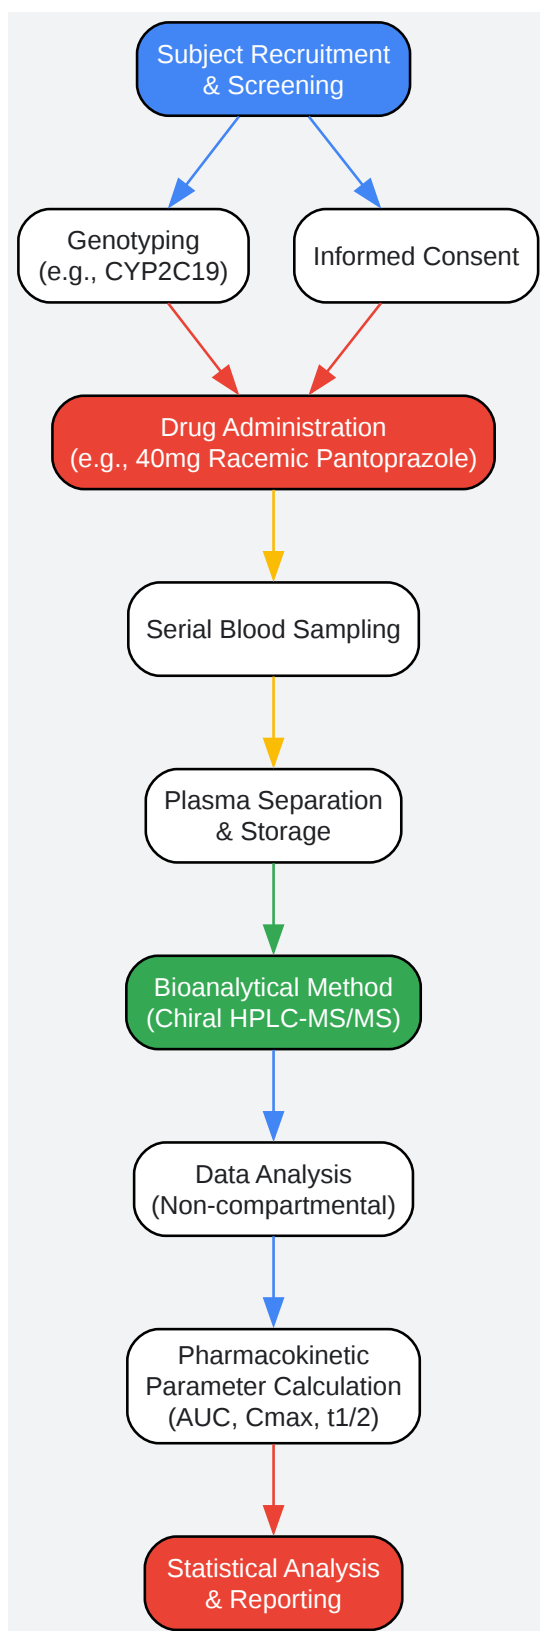 Subject Recruitment
& Screening
Genotyping
(e.g., CYP2C19)
Informed Consent
Drug Administration
(e.g., 40mg Racemic Pantoprazole)
Serial Blood Sampling
Plasma Separation
& Storage
Bioanalytical Method
(Chiral HPLC-MS/MS)
Data Analysis
(Non-compartmental)
Pharmacokinetic
Parameter Calculation
(AUC, Cmax, t1/2)
Statistical Analysis
& Reporting